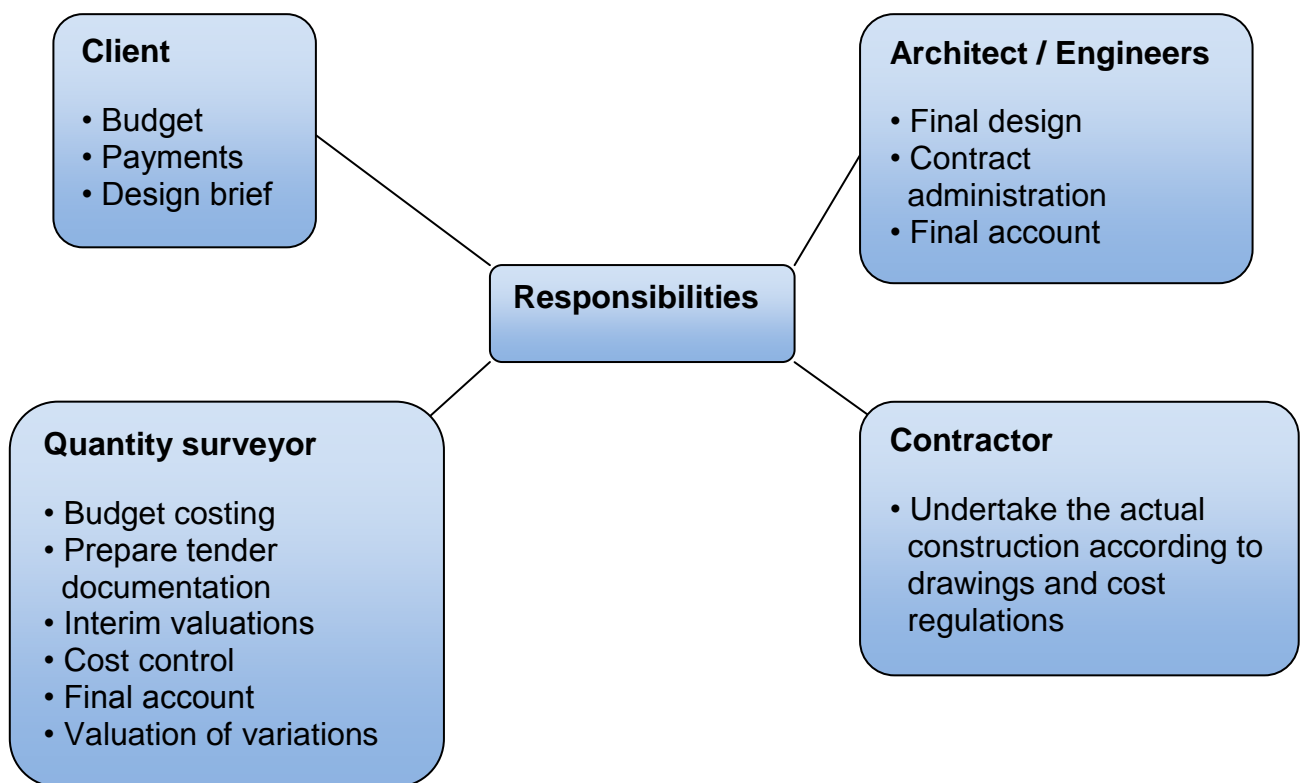 Client
• Budget
• Payments
• Design brief
Architect / Engineers
• Final design
• Contract
administration
• Final account
Responsibilities
Quantity surveyor
• Budget costing
• Prepare tender
documentation
• Interim valuations
• Cost control
• Final account
• Valuation of variations
Contractor
• Undertake the actual
construction according to
drawings and cost
regulations